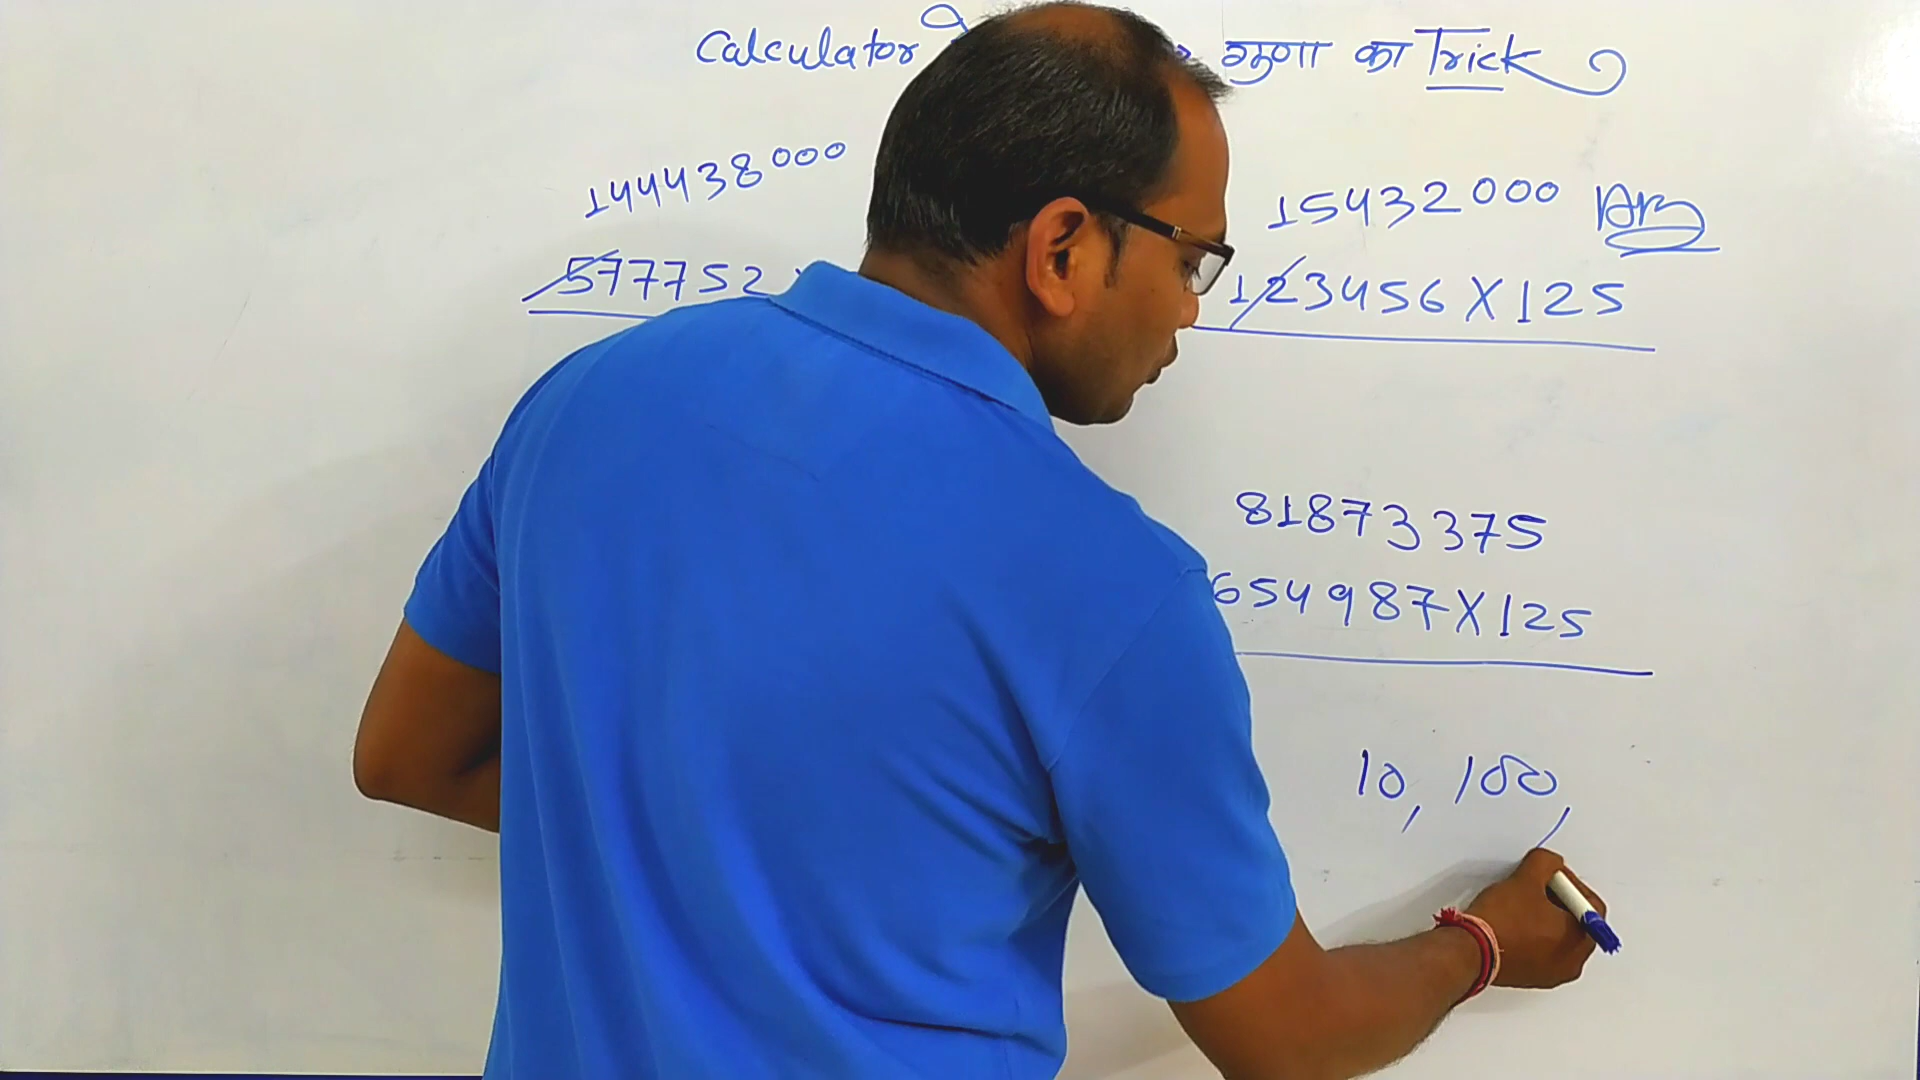 Calculator गुणा का Trick
144438000
577752
15432000 Ans
123456 X 125
81873375
654987 X 125
10, 100,